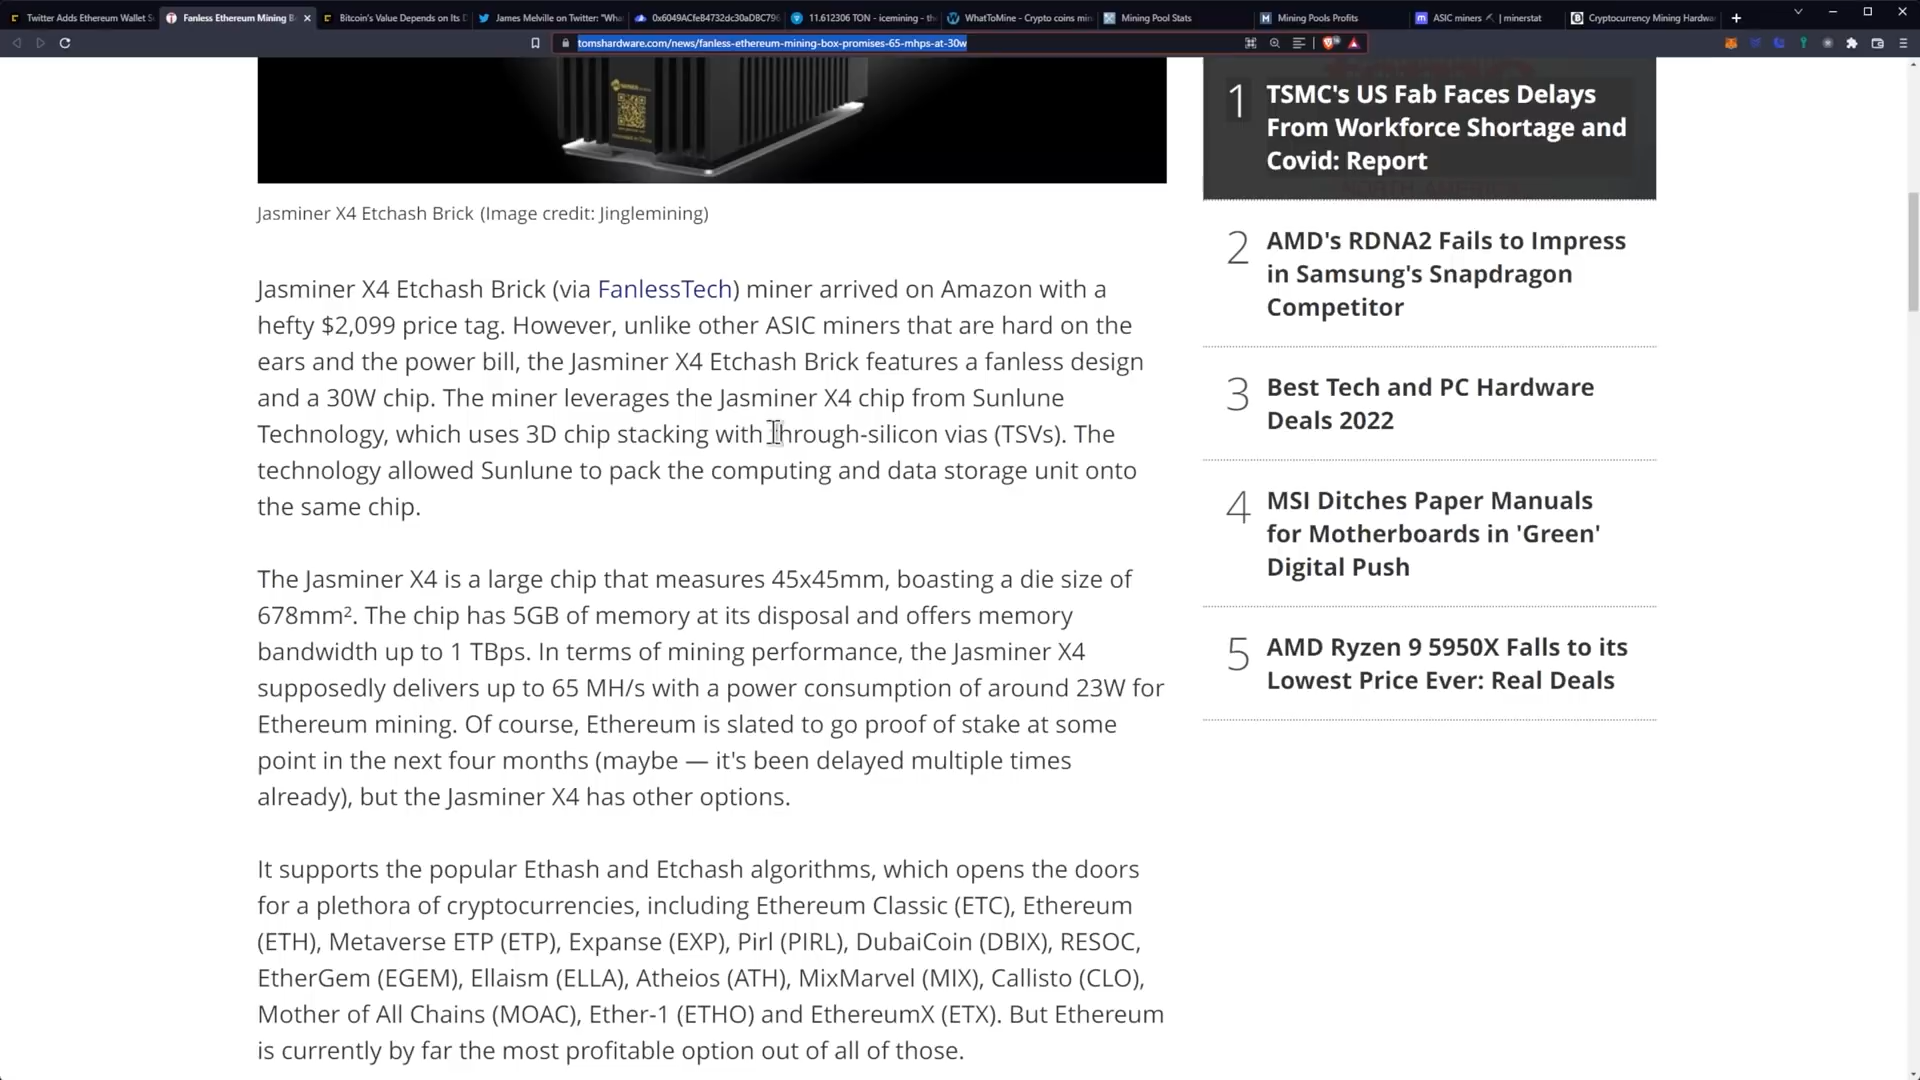 Twitter Adds Ethereum Wallet S
Fanless Ethereum Mining B
Bitcoin's Value Depends on Its D
James Melville on Twitter: "Wha
0x6049ACfeB4732dc30aDBC79
11.612306 TON - icemining - the
WhatToMine - Crypto coins min
Mining Pool Stats
Mining Pools Profits
ASIC miners | minerstat
Cryptocurrency Mining Hardwa
tomshardware.com/news/fanless-ethereum-mining-box-promises-65-mhps-at-30w
Jasminer X4 Etchash Brick (Image credit: Jinglemining)
Jasminer X4 Etchash Brick (via FanlessTech) miner arrived on Amazon with a
hefty $2,099 price tag. However, unlike other ASIC miners that are hard on the
ears and the power bill, the Jasminer X4 Etchash Brick features a fanless design
and a 30W chip. The miner leverages the Jasminer X4 chip from Sunlune
Technology, which uses 3D chip stacking with through-silicon vias (TSVs). The
technology allowed Sunlune to pack the computing and data storage unit onto
the same chip.
The Jasminer X4 is a large chip that measures 45x45mm, boasting a die size of
678mm². The chip has 5GB of memory at its disposal and offers memory
bandwidth up to 1 TBps. In terms of mining performance, the Jasminer X4
supposedly delivers up to 65 MH/s with a power consumption of around 23W for
Ethereum mining. Of course, Ethereum is slated to go proof of stake at some
point in the next four months (maybe — it's been delayed multiple times
already), but the Jasminer X4 has other options.
It supports the popular Ethash and Etchash algorithms, which opens the doors
for a plethora of cryptocurrencies, including Ethereum Classic (ETC), Ethereum
(ETH), Metaverse ETP (ETP), Expanse (EXP), Pirl (PIRL), DubaiCoin (DBIX), RESOC,
EtherGem (EGEM), Ellaism (ELLA), Atheios (ATH), MixMarvel (MIX), Callisto (CLO),
Mother of All Chains (MOAC), Ether-1 (ETHO) and EthereumX (ETX). But Ethereum
is currently by far the most profitable option out of all of those.
1
TSMC's US Fab Faces Delays
From Workforce Shortage and
Covid: Report
2
AMD's RDNA2 Fails to Impress
in Samsung's Snapdragon
Competitor
3
Best Tech and PC Hardware
Deals 2022
4
MSI Ditches Paper Manuals
for Motherboards in 'Green'
Digital Push
5
AMD Ryzen 9 5950X Falls to its
Lowest Price Ever: Real Deals